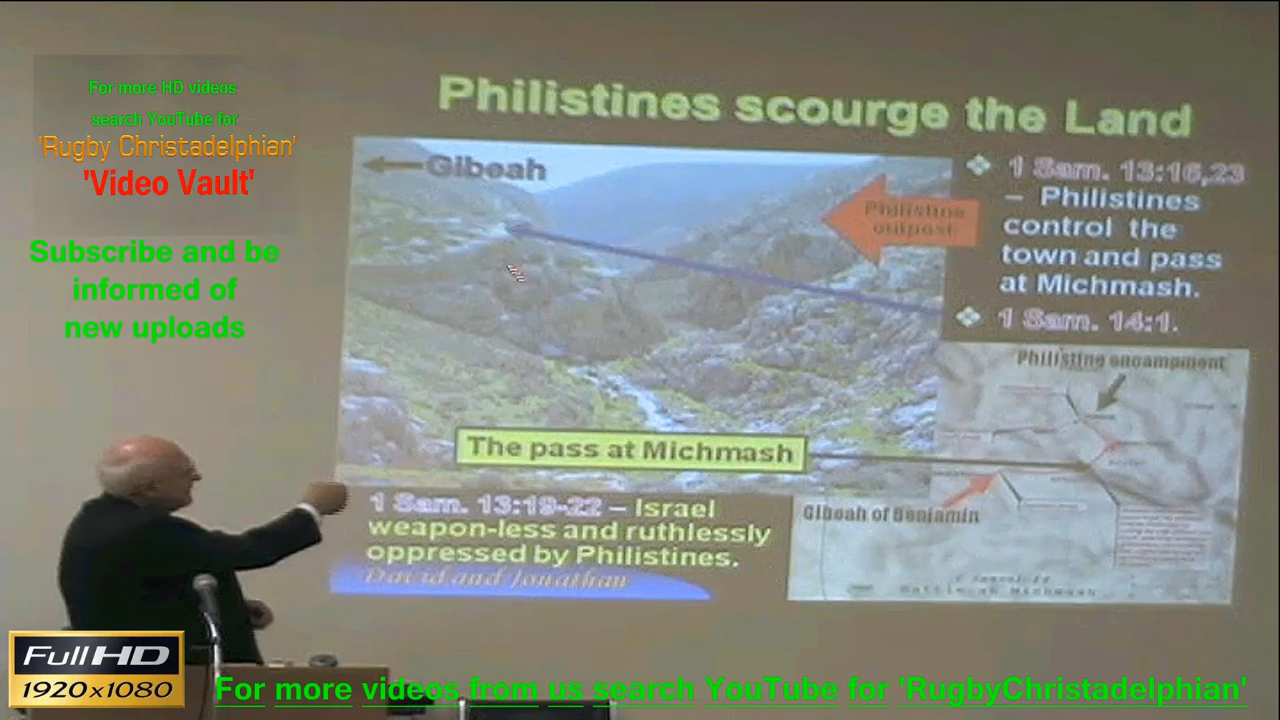 For more HD videos
search YouTube for
'Rugby Christadelphian'
'Video Vault'
Subscribe and be
informed of
new uploads
Philistines scourge the Land
Gibeah
Philistine
outpost
1 Sam. 13:16,23
– Philistines
control the
town and pass
at Michmash.
1 Sam. 14:1.
Philistine encampment
The pass at Michmash
Gibeah of Benjamin
1 Sam. 13:19-22 – Israel
weapon-less and ruthlessly
oppressed by Philistines.
David and Jonathan
Battle at Michmash
Full HD
1920x1080
For more videos from us search YouTube for 'RugbyChristadelphian'